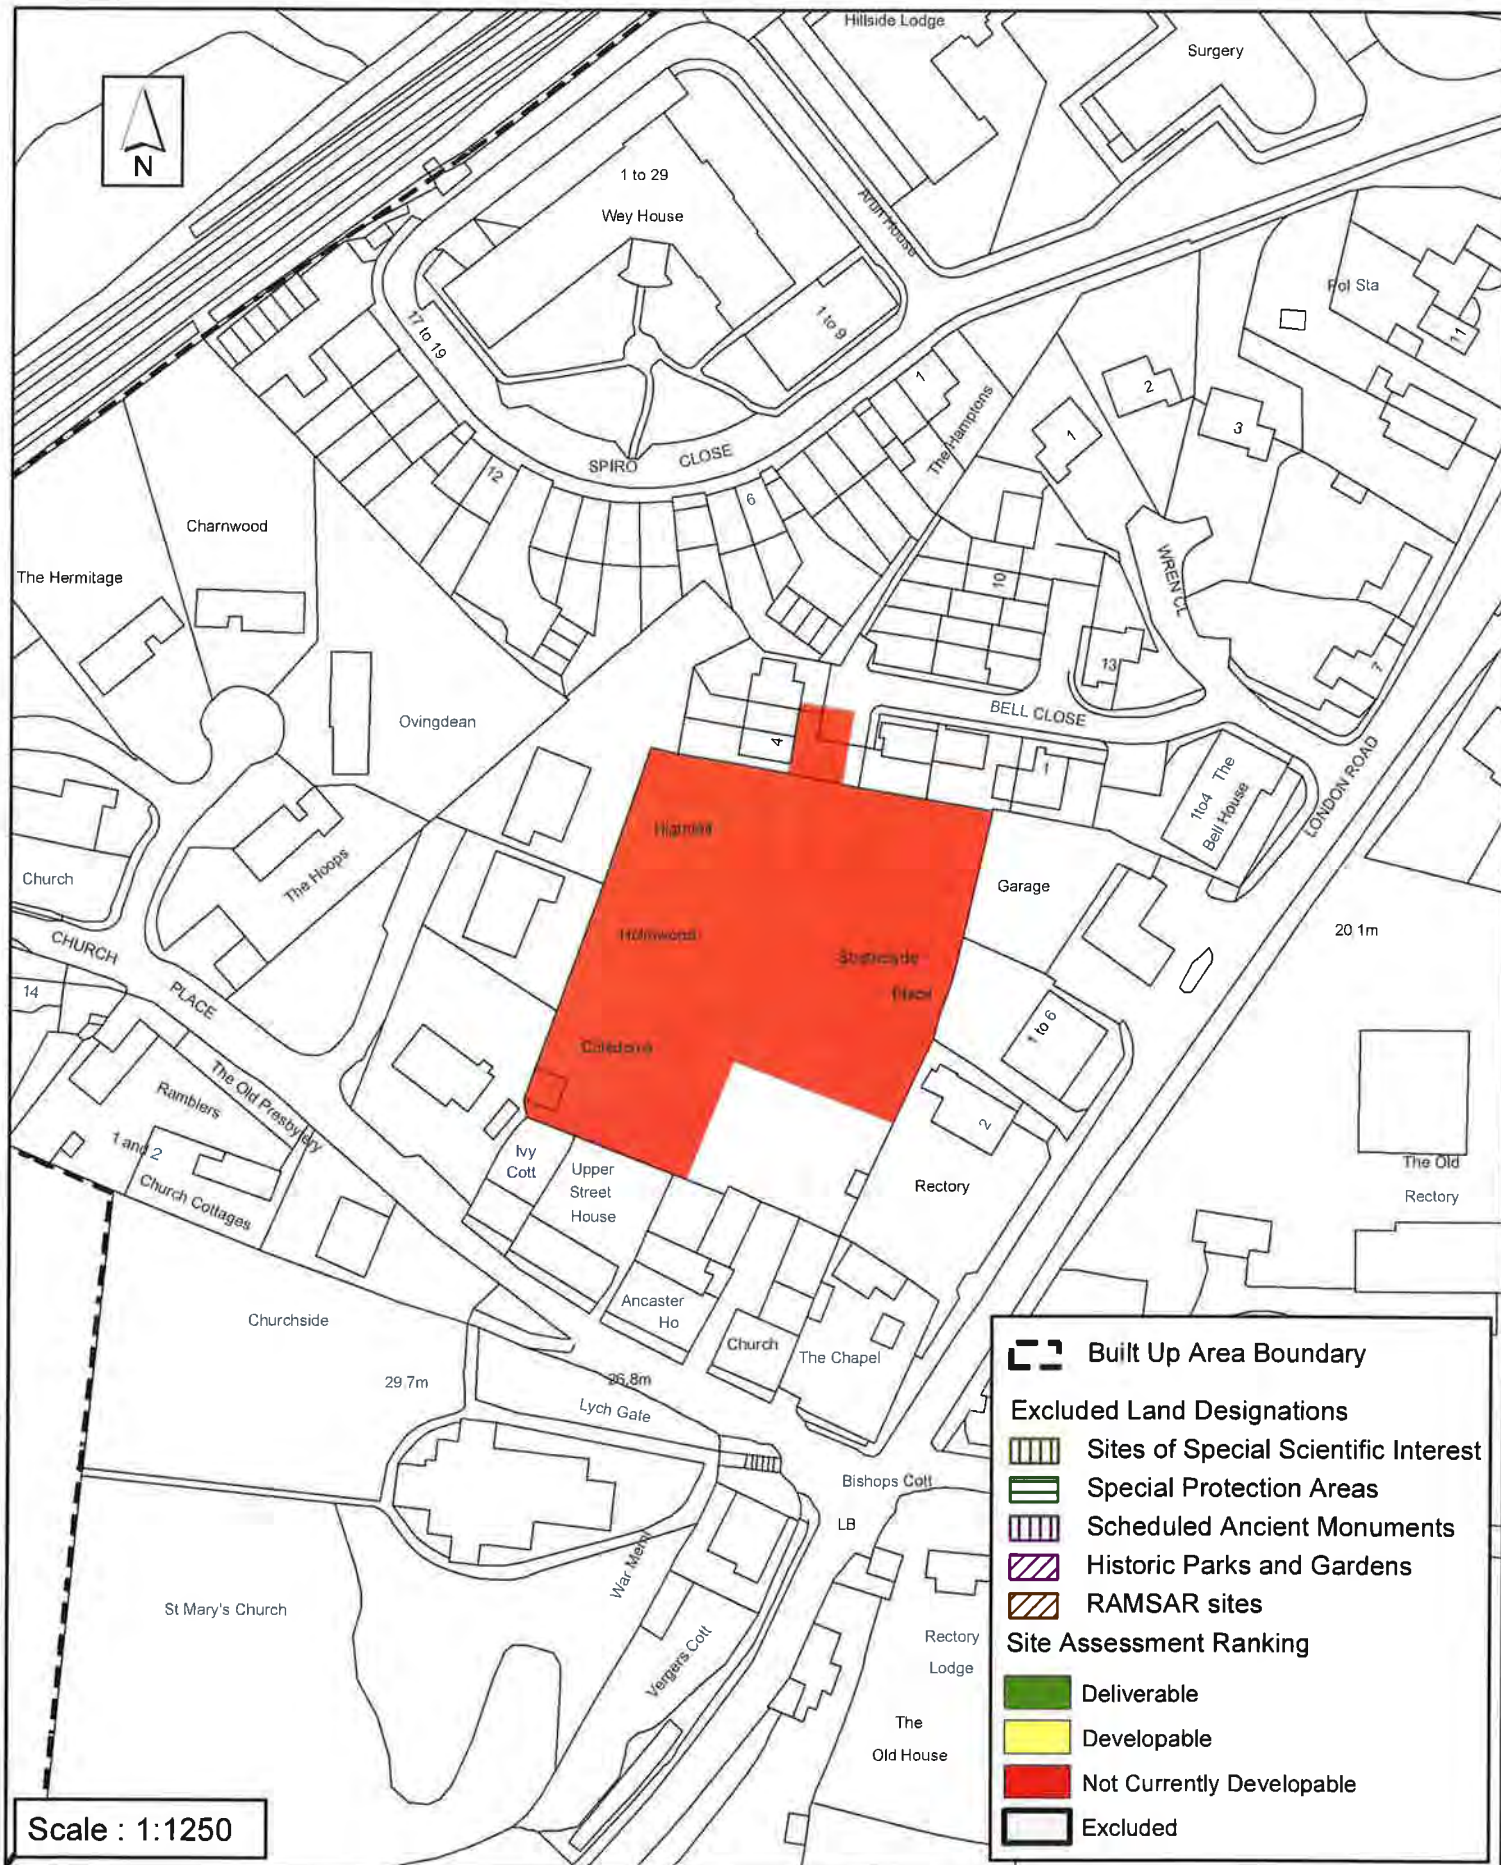 Hillside Lodge
Surgery
N
1 to 29
Wey House
Arun House
Pol Sta
11
17 to 19
1 to 9
1
The Hamptons
2
1
3
SPIRO CLOSE
12
6
Charnwood
The Hermitage
10
WREN CL
13
7
BELL CLOSE
Ovingdean
4
1
1to4 The
Bell House
LONDON ROAD
Highfield
The Hoops
Church
Garage
Holmwood
20.1m
CHURCH
PLACE
14
Strathclyde
Place
1 to 6
Caledonia
The Old Presbytery
Ramblers
1 and 2
Church Cottages
Ivy
Cott
Upper
Street
House
2
Rectory
The Old
Rectory
Churchside
Ancaster
Ho
Church
The Chapel
29.7m
26.8m
Lych Gate
Bishops Cott
LB
War Meml
St Mary's Church
Vergers Cott
Rectory
Lodge
The
Old House
Built Up Area Boundary
Excluded Land Designations
Sites of Special Scientific Interest
Special Protection Areas
Scheduled Ancient Monuments
Historic Parks and Gardens
RAMSAR sites
Site Assessment Ranking
Deliverable
Developable
Not Currently Developable
Excluded
Scale : 1:1250